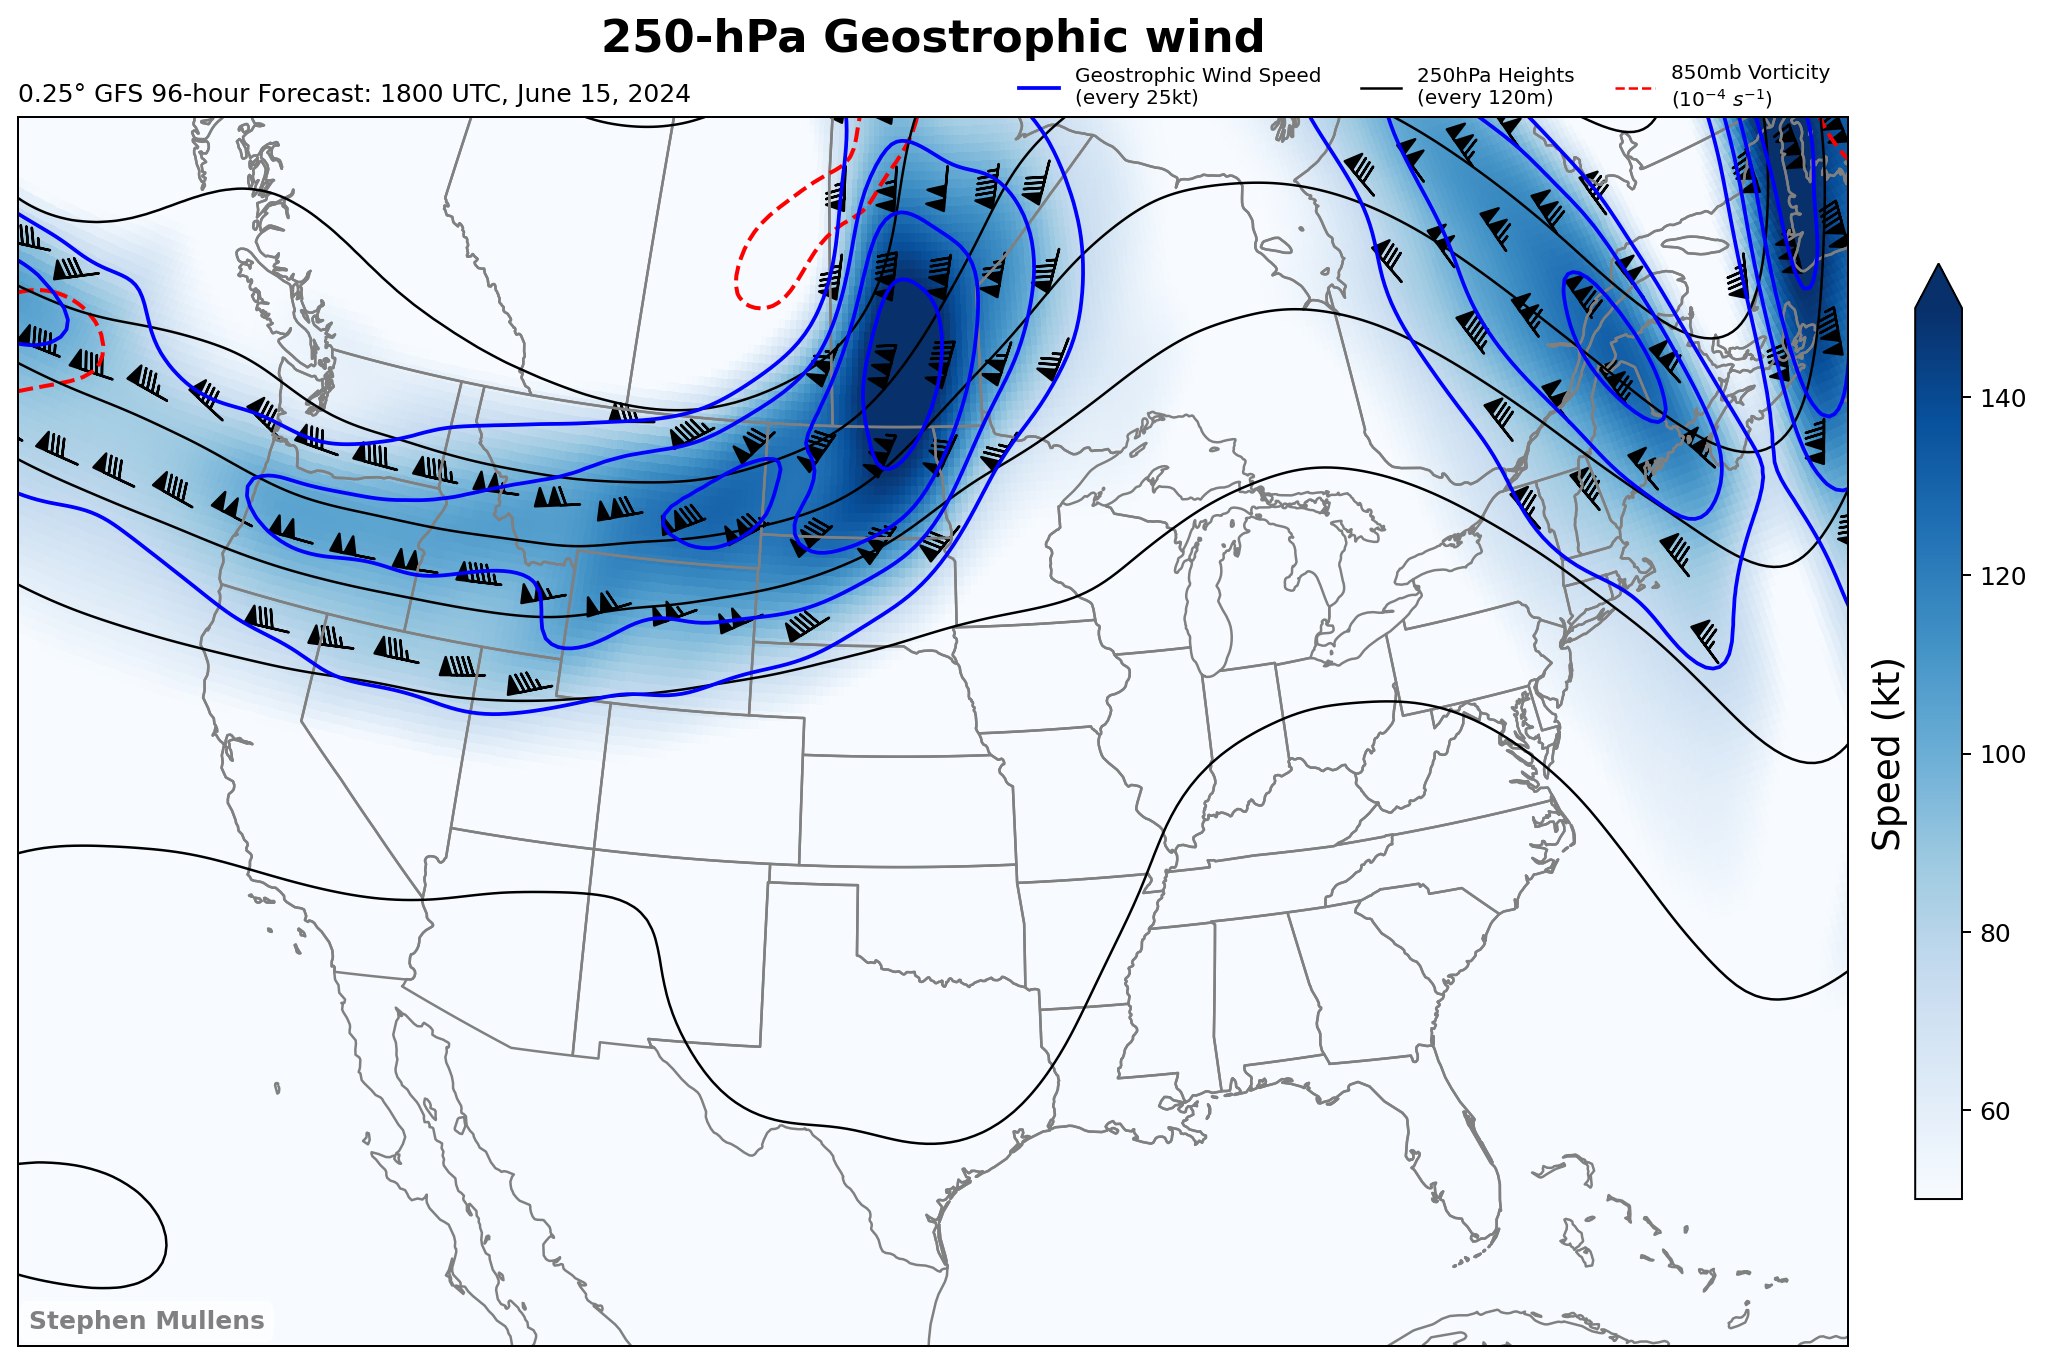 250-hPa Geostrophic wind
0.25° GFS 96-hour Forecast: 1800 UTC, June 15, 2024
Geostrophic Wind Speed
(every 25kt)
250hPa Heights
(every 120m)
850mb Vorticity
(10⁻⁴ s⁻¹)
140
120
100
80
60
Speed (kt)
Stephen Mullens